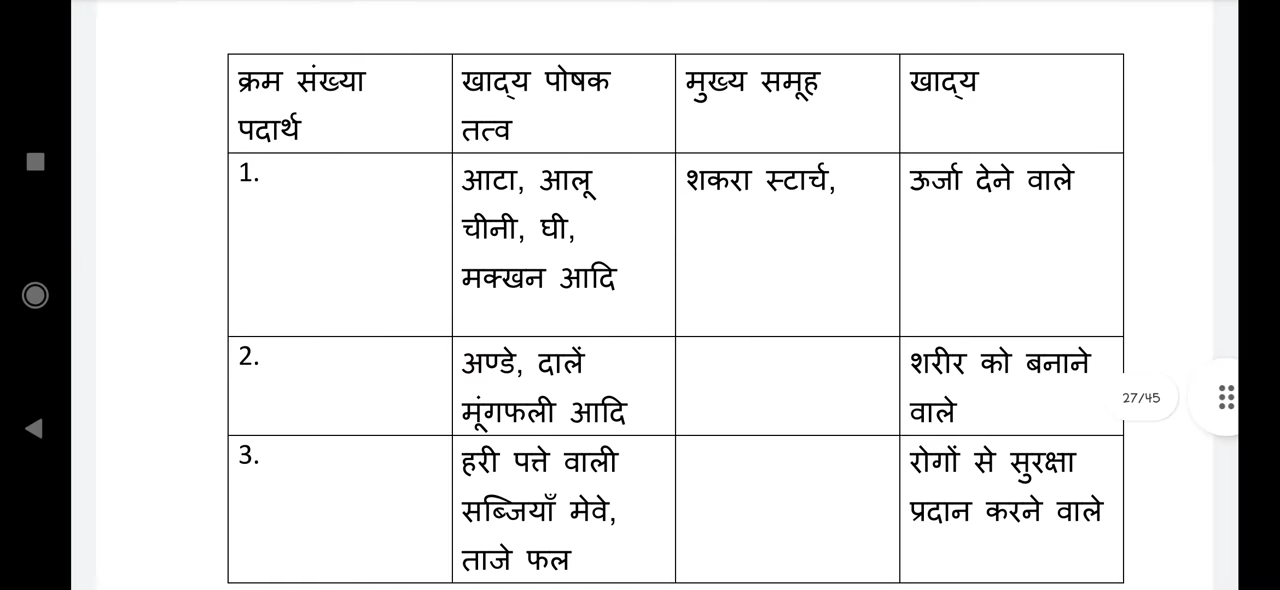 क्रम संख्या खाद्य पोषक मुख्य समूह खाद्य
पदार्थ तत्व
1. आटा, आलू शकरा स्टार्च, ऊर्जा देने वाले
चीनी, घी,
मक्खन आदि
2. अण्डे, दालें शरीर को बनाने
मूंगफली आदि वाले
27/45
3. हरी पत्ते वाली रोगों से सुरक्षा
सब्जियाँ मेवे, प्रदान करने वाले
ताजे फल